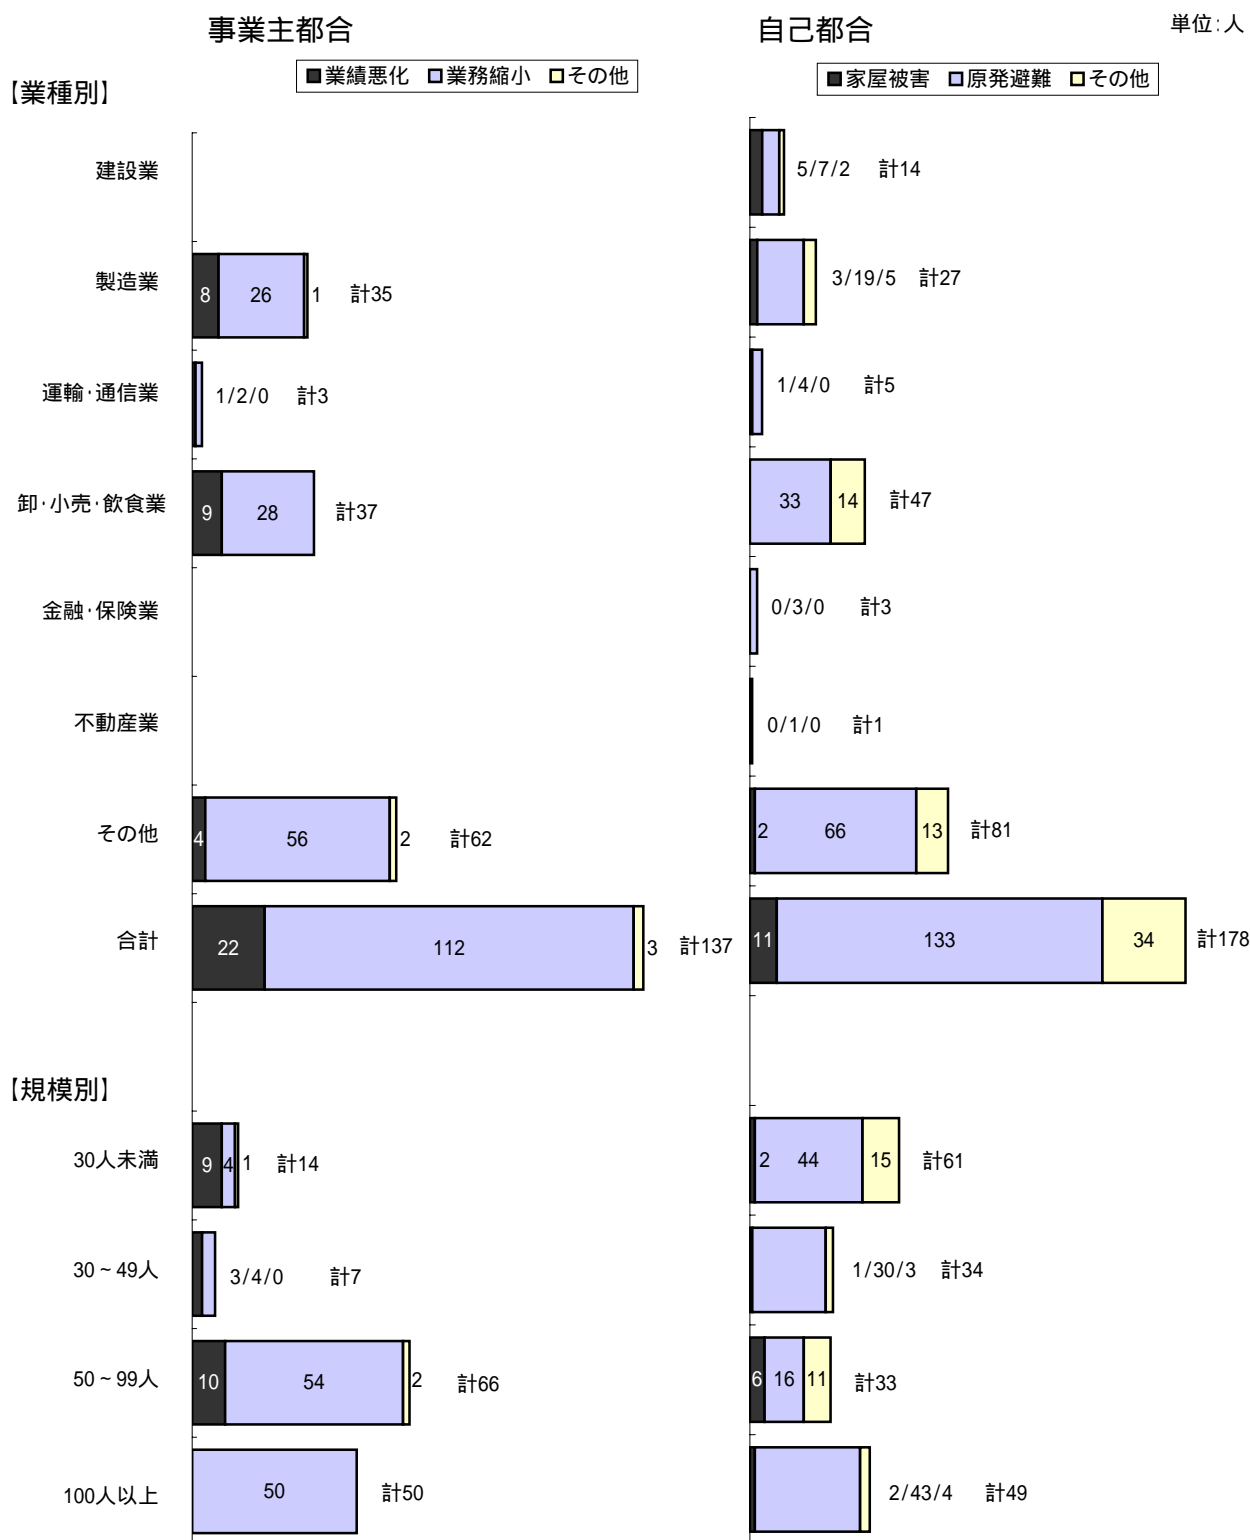 事業主都合 自己都合 単位:人
■業績悪化 □業務縮小 □その他 ■家屋被害 □原発避難 □その他
【業種別】
建設業 5/7/2 計14
製造業 8 26 1 計35 3/19/5 計27
運輸・通信業 1/2/0 計3 1/4/0 計5
卸・小売・飲食業 9 28 計37 33 14 計47
金融・保険業 0/3/0 計3
不動産業 0/1/0 計1
その他 4 56 2 計62 2 66 13 計81
合計 22 112 3 計137 11 133 34 計178
【規模別】
30人未満 9 4 1 計14 2 44 15 計61
30~49人 3/4/0 計7 1/30/3 計34
50~99人 10 54 2 計66 6 16 11 計33
100人以上 50 計50 2/43/4 計49